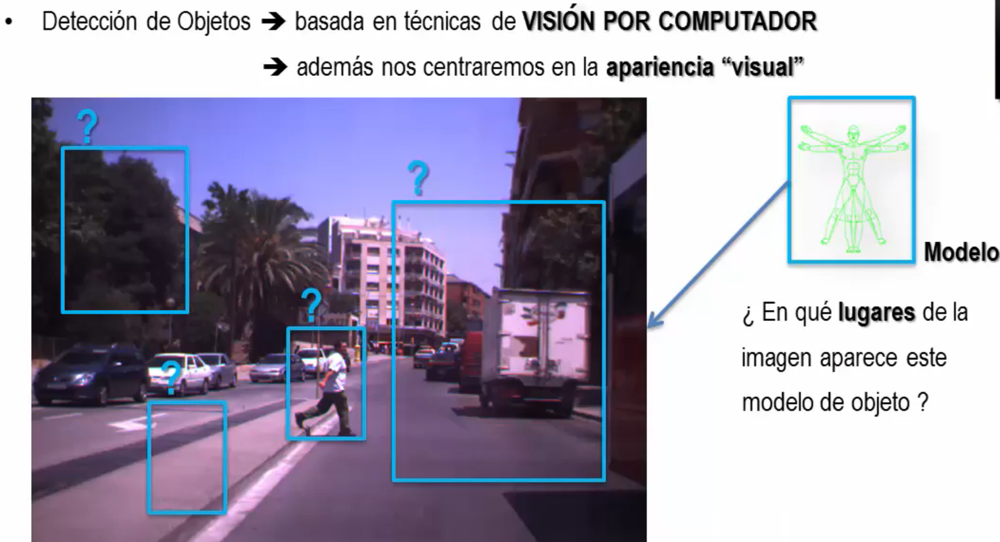 • Detección de Objetos ➔ basada en técnicas de VISIÓN POR COMPUTADOR
➔ además nos centraremos en la apariencia “visual”
?
?
?
?
Modelo
¿ En qué lugares de la
imagen aparece este
modelo de objeto ?